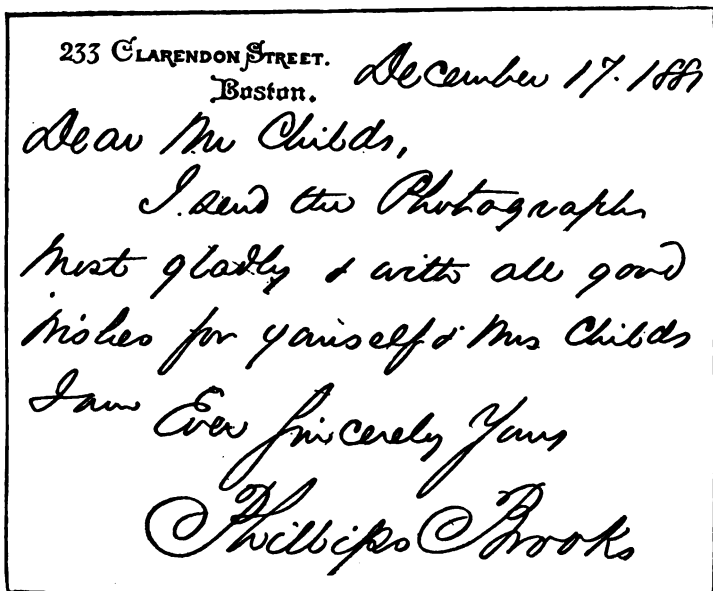 233 CLARENDON STREET.
Boston.
December 17. 188
Dear Mr Childs,
I send the Photograph
most gladly & with all good
wishes for yourself & Mrs Childs
I am Ever Sincerely Yours
Phillips Brooks